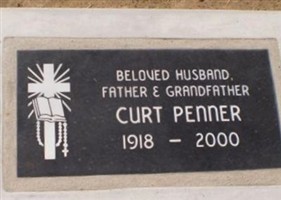 BELOVED HUSBAND,
FATHER & GRANDFATHER
CURT PENNER
1918 – 2000